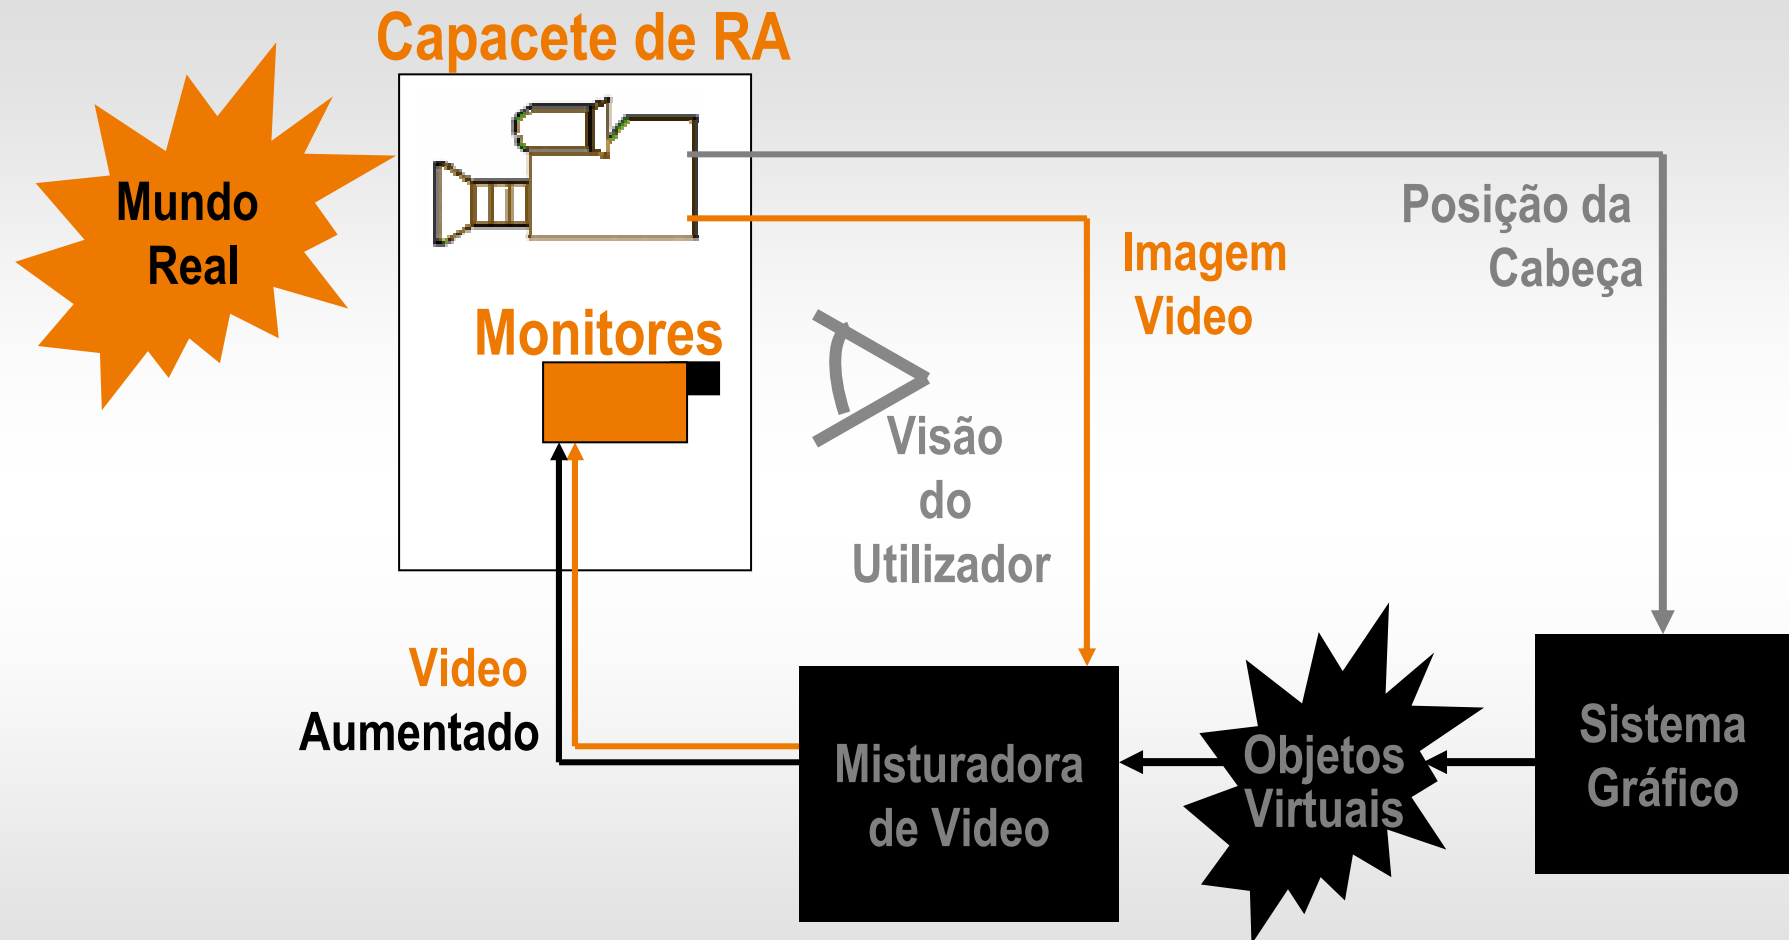 Capacete de RA
Mundo
Real
Posição da
Cabeça
Imagem
Video
Monitores
Visão
do
Utilizador
Video
Aumentado
Misturadora
de Video
Objetos
Virtuais
Sistema
Gráfico